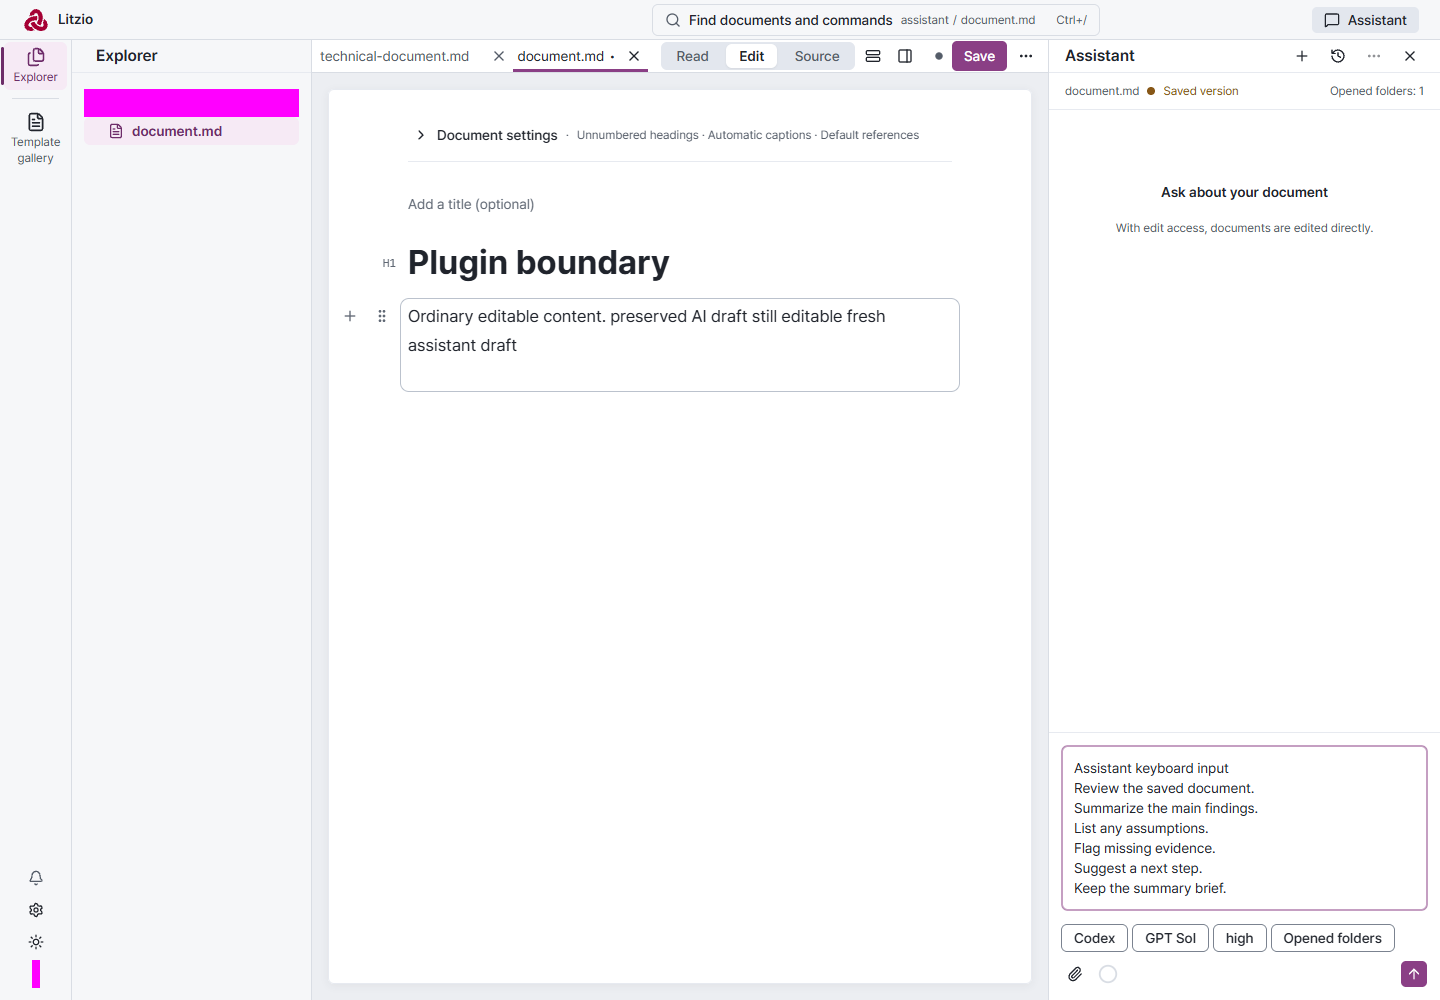 Litzio
Find documents and commands assistant / document.md Ctrl+/
Assistant
Explorer
Template
gallery
Explorer
document.md
technical-document.md
document.md •
Read
Edit
Source
Save
Document settings · Unnumbered headings · Automatic captions · Default references
Add a title (optional)
H1 Plugin boundary
Ordinary editable content. preserved AI draft still editable fresh
assistant draft
Assistant
document.md Saved version Opened folders: 1
Ask about your document
With edit access, documents are edited directly.
Assistant keyboard input
Review the saved document.
Summarize the main findings.
List any assumptions.
Flag missing evidence.
Suggest a next step.
Keep the summary brief.
Codex
GPT Sol
high
Opened folders